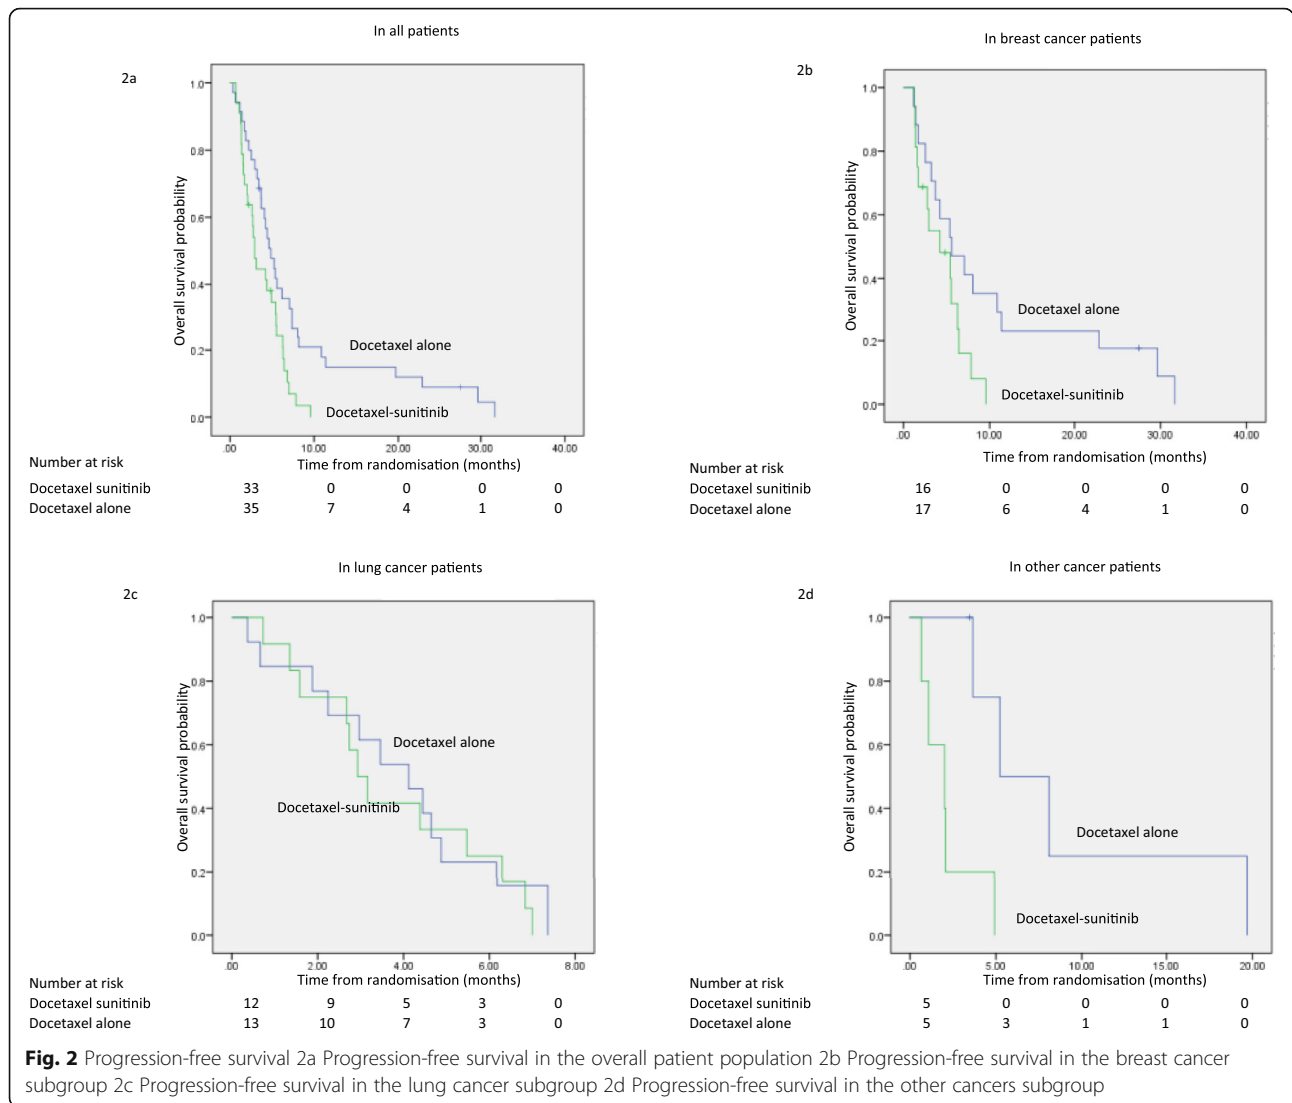 In all patients
2a
1.0
0.8
0.6
0.4
0.2
0.0
Overall survival probability
Docetaxel alone
Docetaxel-sunitinib
.00 10.00 20.00 30.00 40.00
Time from randomisation (months)
Number at risk
Docetaxel sunitinib 33 0 0 0 0
Docetaxel alone 35 7 4 1 0
In breast cancer patients
2b
1.0
0.8
0.6
0.4
0.2
0.0
Overall survival probability
Docetaxel alone
Docetaxel-sunitinib
.00 10.00 20.00 30.00 40.00
Time from randomisation (months)
Number at risk
Docetaxel sunitinib 16 0 0 0 0
Docetaxel alone 17 6 4 1 0
In lung cancer patients
2c
1.0
0.8
0.6
0.4
0.2
0.0
Overall survival probability
Docetaxel alone
Docetaxel-sunitinib
.00 2.00 4.00 6.00 8.00
Time from randomisation (months)
Number at risk
Docetaxel sunitinib 12 9 5 3 0
Docetaxel alone 13 10 7 3 0
In other cancer patients
2d
1.0
0.8
0.6
0.4
0.2
0.0
Overall survival probability
Docetaxel alone
Docetaxel-sunitinib
.00 5.00 10.00 15.00 20.00
Time from randomisation (months)
Number at risk
Docetaxel sunitinib 5 0 0 0 0
Docetaxel alone 5 3 1 1 0
Fig. 2 Progression-free survival 2a Progression-free survival in the overall patient population 2b Progression-free survival in the breast cancer
subgroup 2c Progression-free survival in the lung cancer subgroup 2d Progression-free survival in the other cancers subgroup